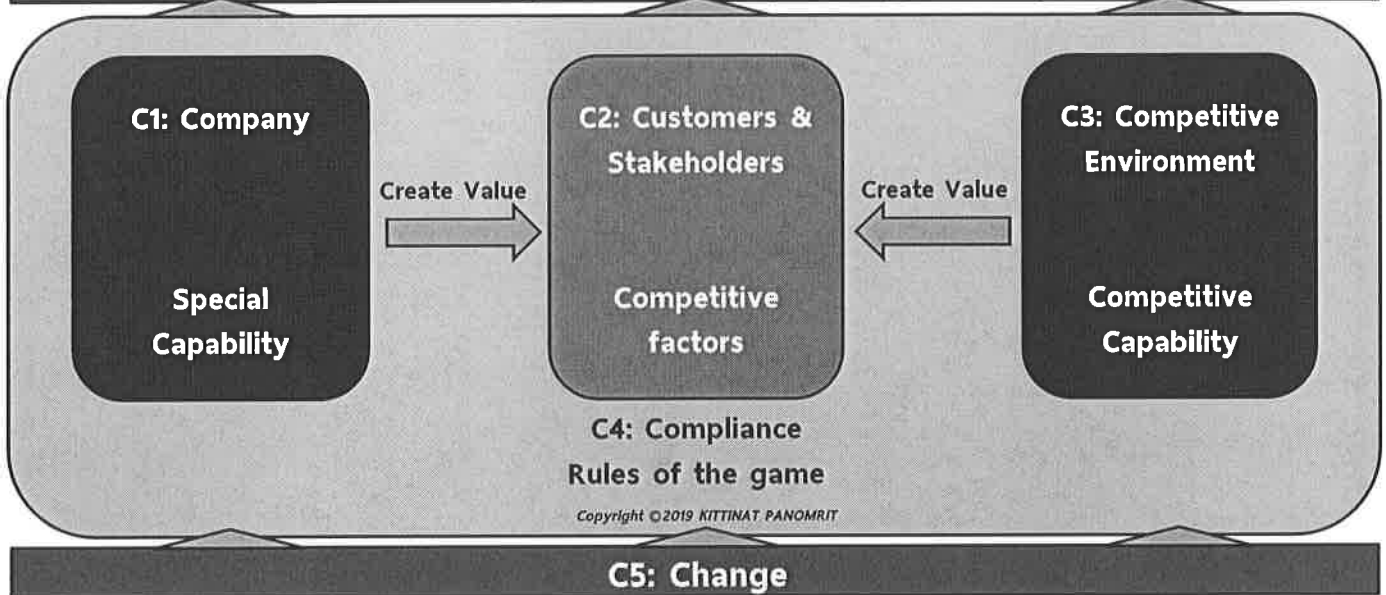 C1: Company
Special
Capability
Create Value
C2: Customers &
Stakeholders
Competitive
factors
Create Value
C3: Competitive
Environment
Competitive
Capability
C4: Compliance
Rules of the game
Copyright ©2019 KITTINAT PANOMRIT
C5: Change